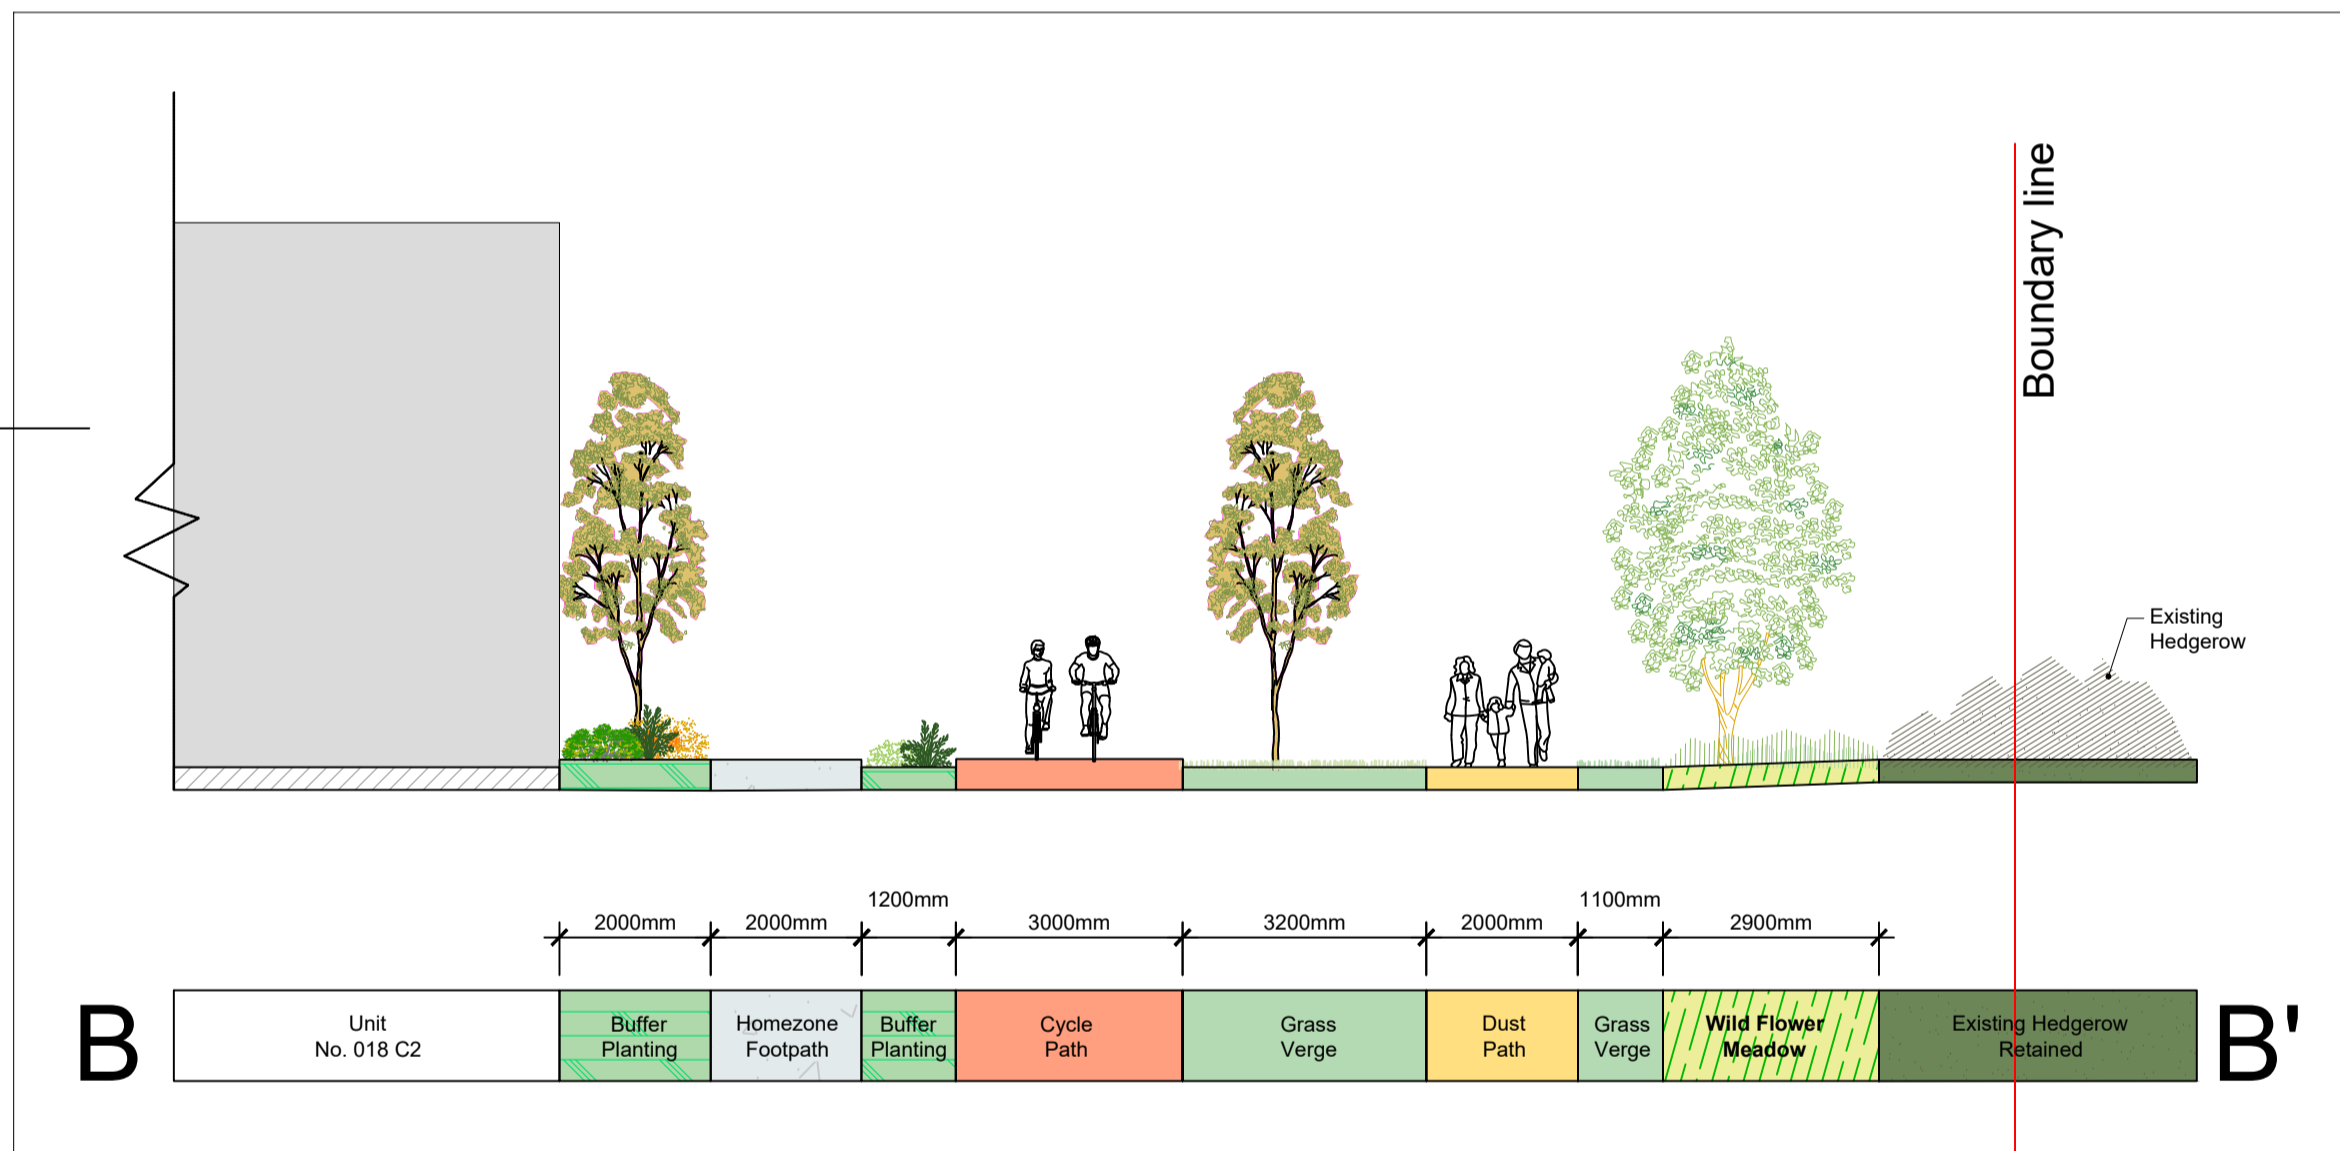 Boundary line
Existing
Hedgerow
1200mm
1100mm
2000mm
2000mm
3000mm
3200mm
2000mm
2900mm
B
Unit
No. 018 C2
Buffer
Planting
Homezone
Footpath
Buffer
Planting
Cycle
Path
Grass
Verge
Dust
Path
Grass
Verge
Wild Flower
Meadow
Existing Hedgerow
Retained
B'